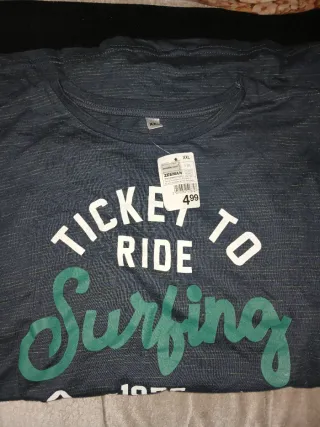 XXL
ZEEMAN
4.99
TICKET TO
RIDE
Surfing